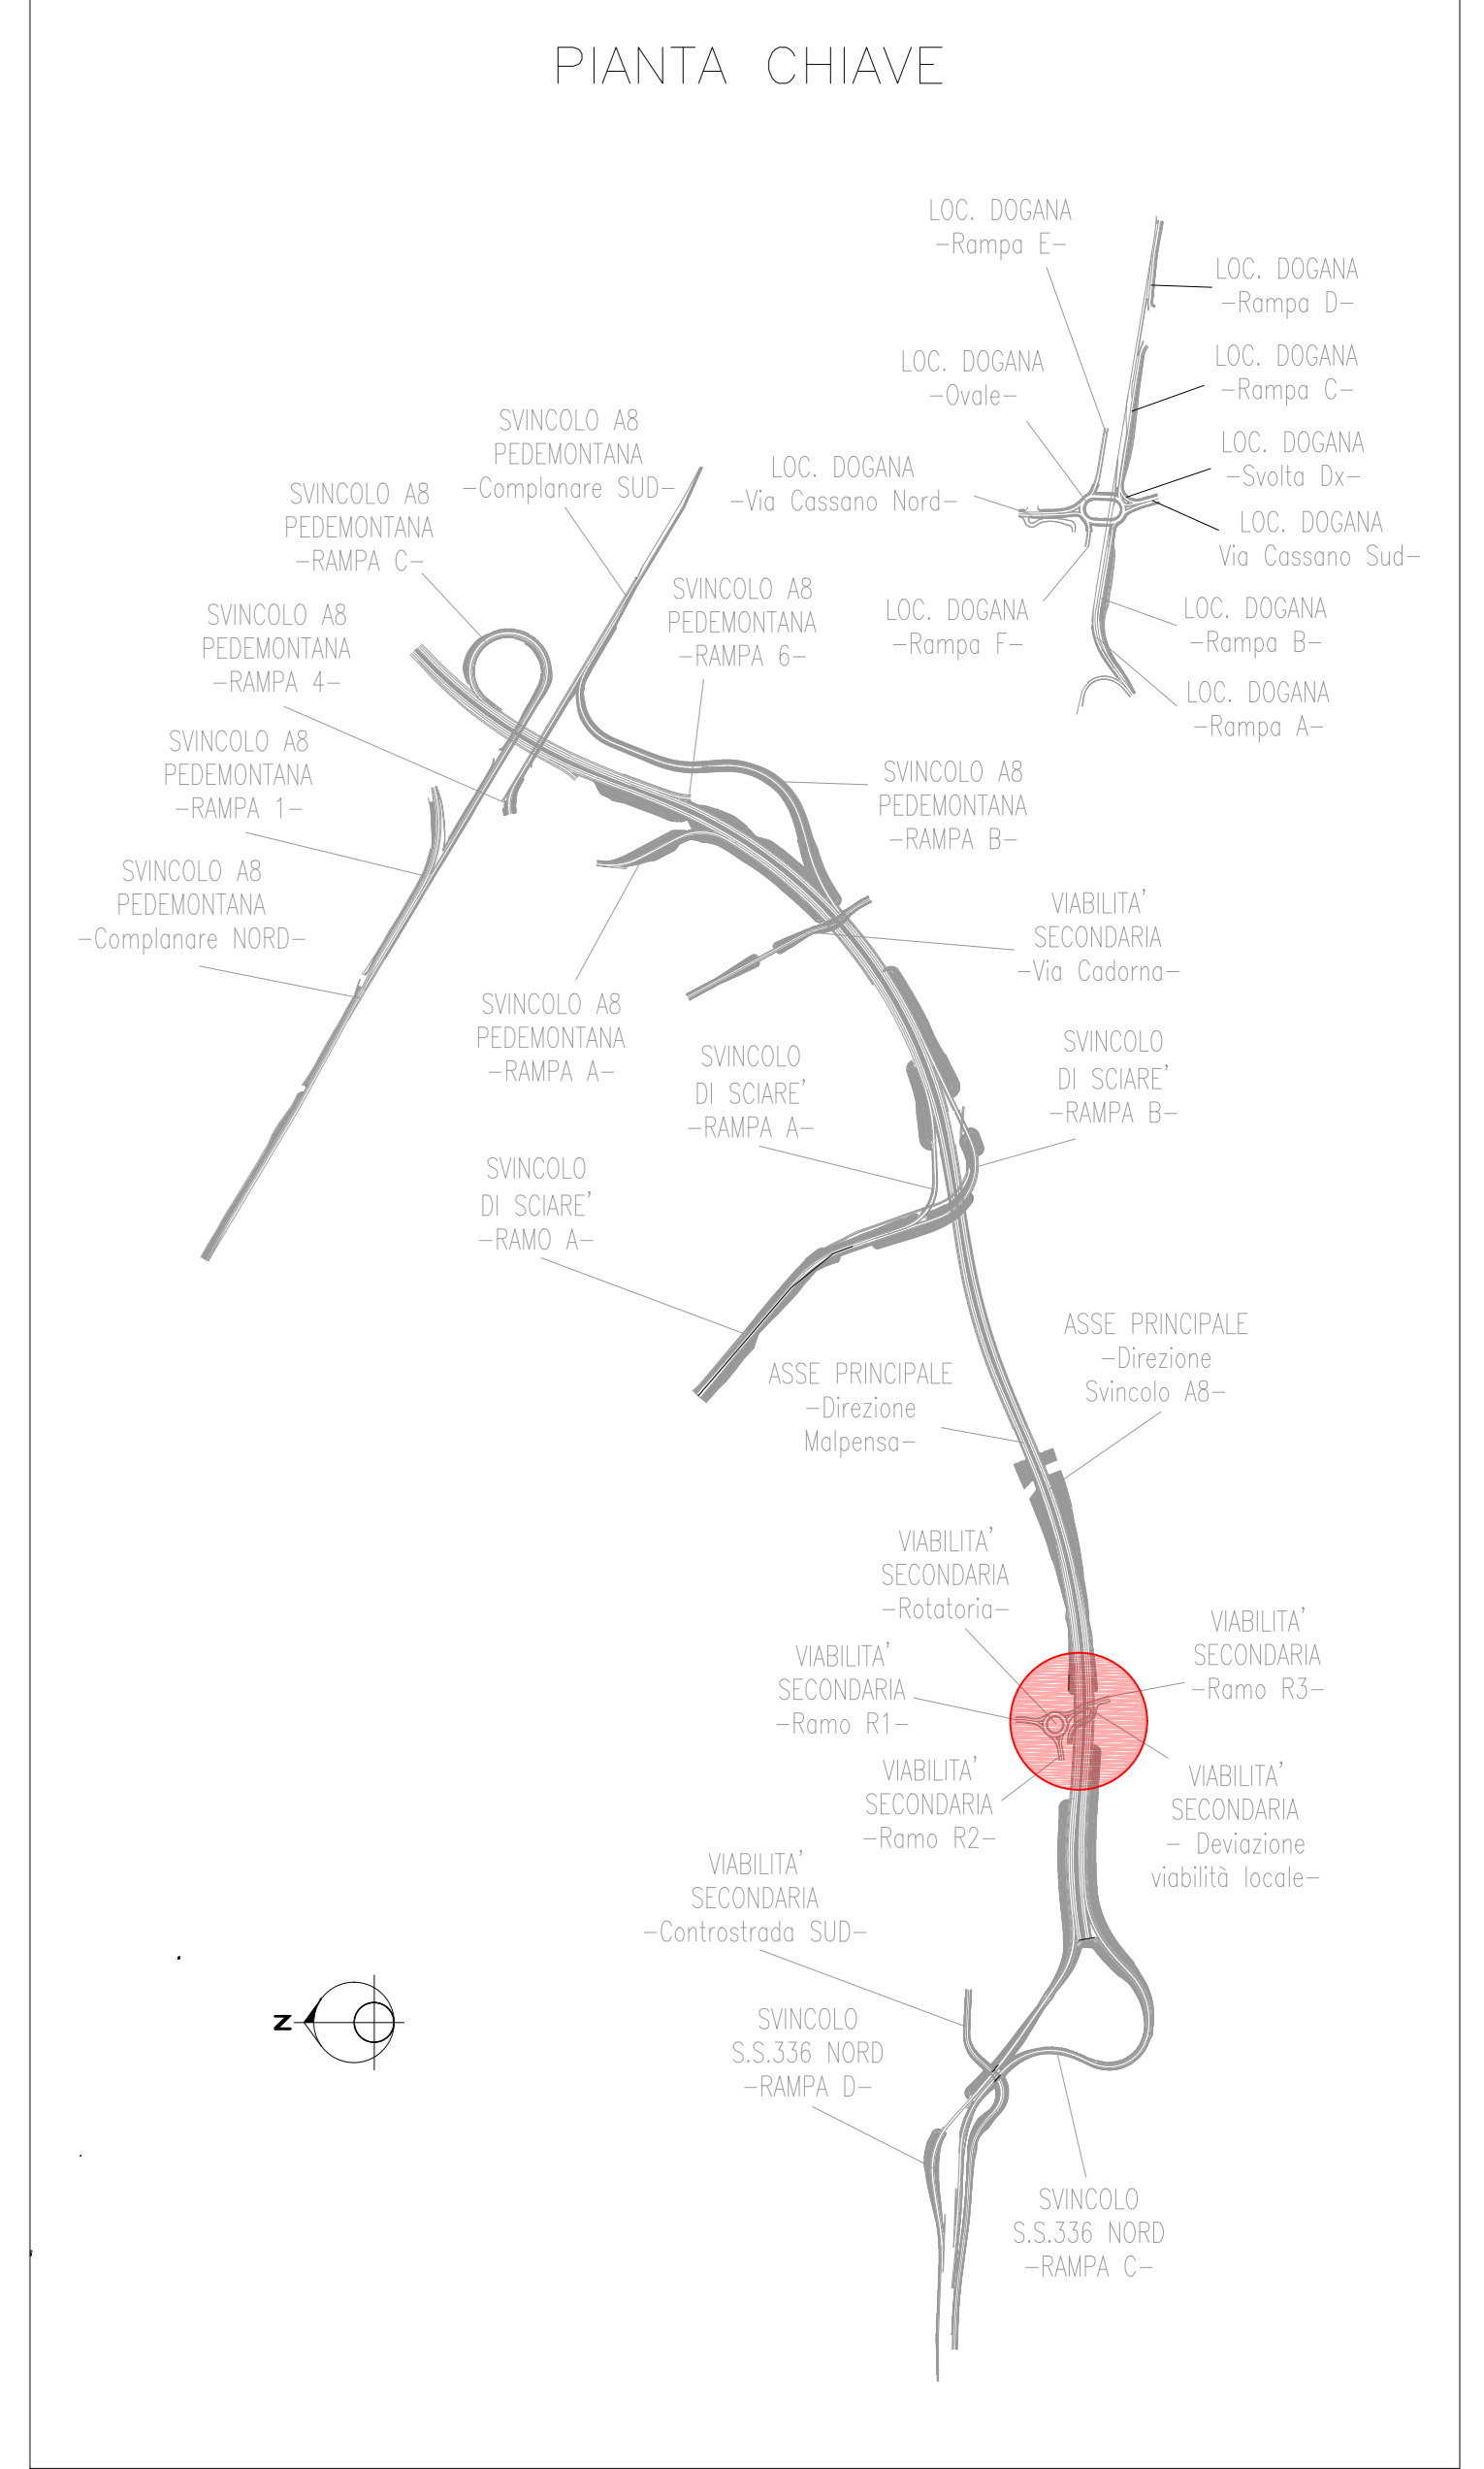 PIANTA CHIAVE
LOC. DOGANA
-Rampa E-
LOC. DOGANA
-Rampa D-
LOC. DOGANA
-Ovale-
LOC. DOGANA
-Rampa C-
SVINCOLO A8
PEDEMONTANA
-Complanare SUD-
LOC. DOGANA
-Svolta Dx-
LOC. DOGANA
-Via Cassano Nord-
SVINCOLO A8
PEDEMONTANA
-RAMPA C-
LOC. DOGANA
Via Cassano Sud-
SVINCOLO A8
PEDEMONTANA
-RAMPA 6-
SVINCOLO A8
PEDEMONTANA
-RAMPA 4-
LOC. DOGANA
-Rampa F-
LOC. DOGANA
-Rampa B-
LOC. DOGANA
-Rampa A-
SVINCOLO A8
PEDEMONTANA
-RAMPA 1-
SVINCOLO A8
PEDEMONTANA
-RAMPA B-
SVINCOLO A8
PEDEMONTANA
-Complanare NORD-
VIABILITA'
SECONDARIA
-Via Cadorna-
SVINCOLO A8
PEDEMONTANA
-RAMPA A-
SVINCOLO
DI SCIARE'
-RAMPA A-
SVINCOLO
DI SCIARE'
-RAMPA B-
SVINCOLO
DI SCIARE'
-RAMO A-
ASSE PRINCIPALE
-Direzione
Svincolo A8-
ASSE PRINCIPALE
-Direzione
Malpensa-
VIABILITA'
SECONDARIA
-Rotatoria-
VIABILITA'
SECONDARIA
-Ramo R3-
VIABILITA'
SECONDARIA
-Ramo R1-
VIABILITA'
SECONDARIA
-Ramo R2-
VIABILITA'
SECONDARIA
- Deviazione
viabilità locale-
VIABILITA'
SECONDARIA
-Controstrada SUD-
N
SVINCOLO
S.S.336 NORD
-RAMPA D-
SVINCOLO
S.S.336 NORD
-RAMPA C-